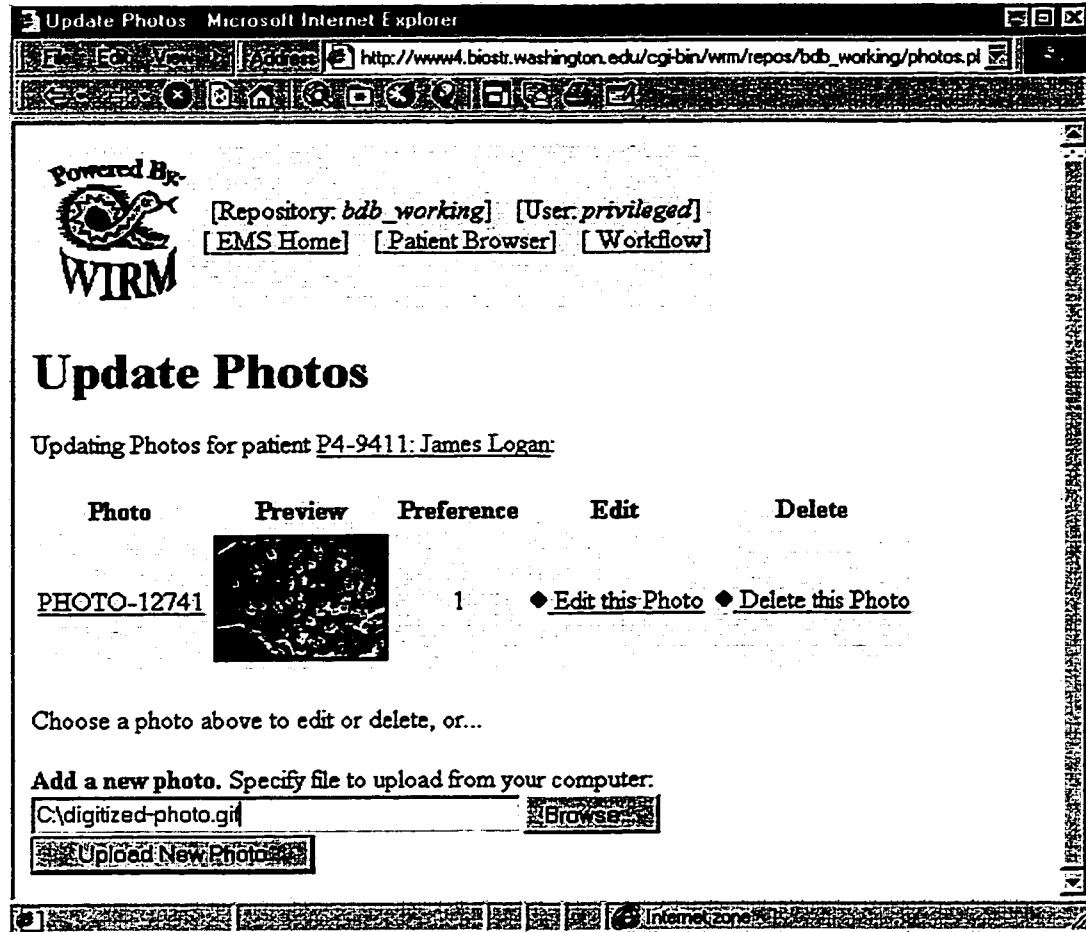 Update Photos Microsoft Internet Explorer
File Edit View Address http://www4.biostr.washington.edu/cgi-bin/wrm/repos/bdb_working/photos.pl
Powered By
WIRM
[Repository: bdb_working] [User: privileged]
[ EMS Home] [ Patient Browser] [ Workflow]
Update Photos
Updating Photos for patient P4-9411: James Logan:
Photo Preview Preference Edit Delete
PHOTO-12741 1 Edit this Photo Delete this Photo
Choose a photo above to edit or delete, or...
Add a new photo. Specify file to upload from your computer:
C:\digitized-photo.gif Browse
Upload New Photo
Internet zone